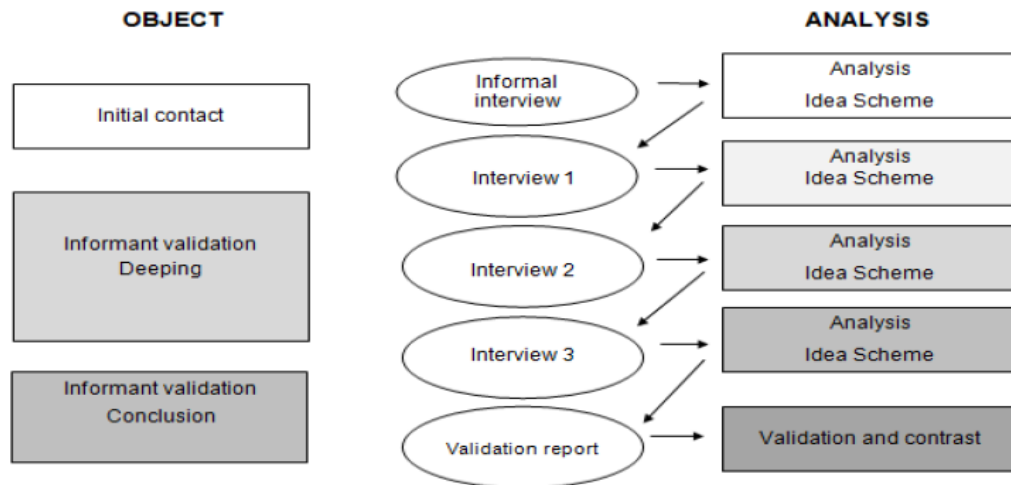 OBJECT
ANALYSIS
Initial contact
Informant validation
Deeping
Informant validation
Conclusion
Informal
interview
Interview 1
Interview 2
Interview 3
Validation report
Analysis
Idea Scheme
Analysis
Idea Scheme
Analysis
Idea Scheme
Analysis
Idea Scheme
Validation and contrast